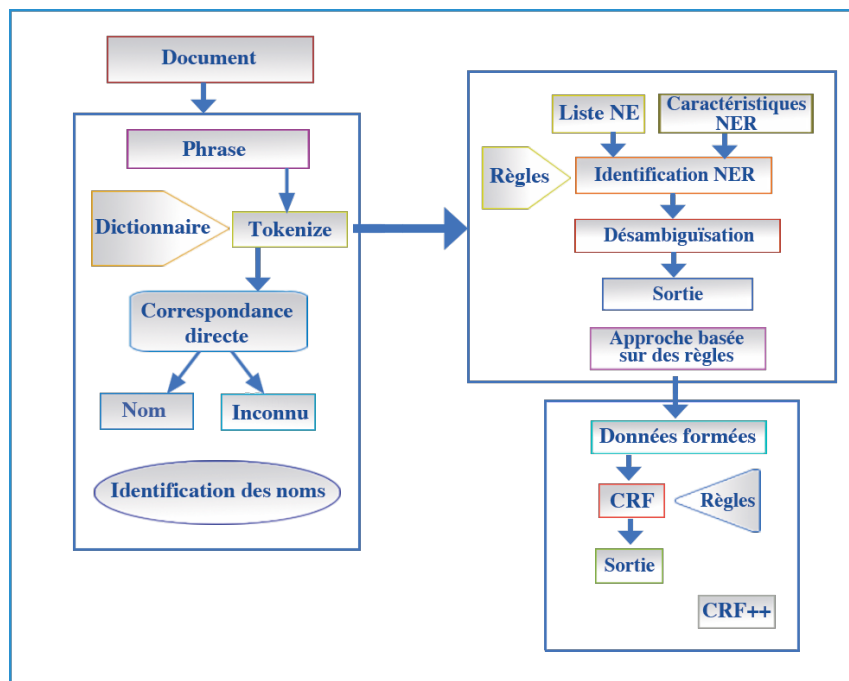 Document
Phrase
Dictionnaire
Tokenize
Correspondance
directe
Nom
Inconnu
Identification des noms
Liste NE
Caractéristiques
NER
Règles
Identification NER
Désambiguïsation
Sortie
Approche basée
sur des règles
Données formées
CRF
Règles
Sortie
CRF++